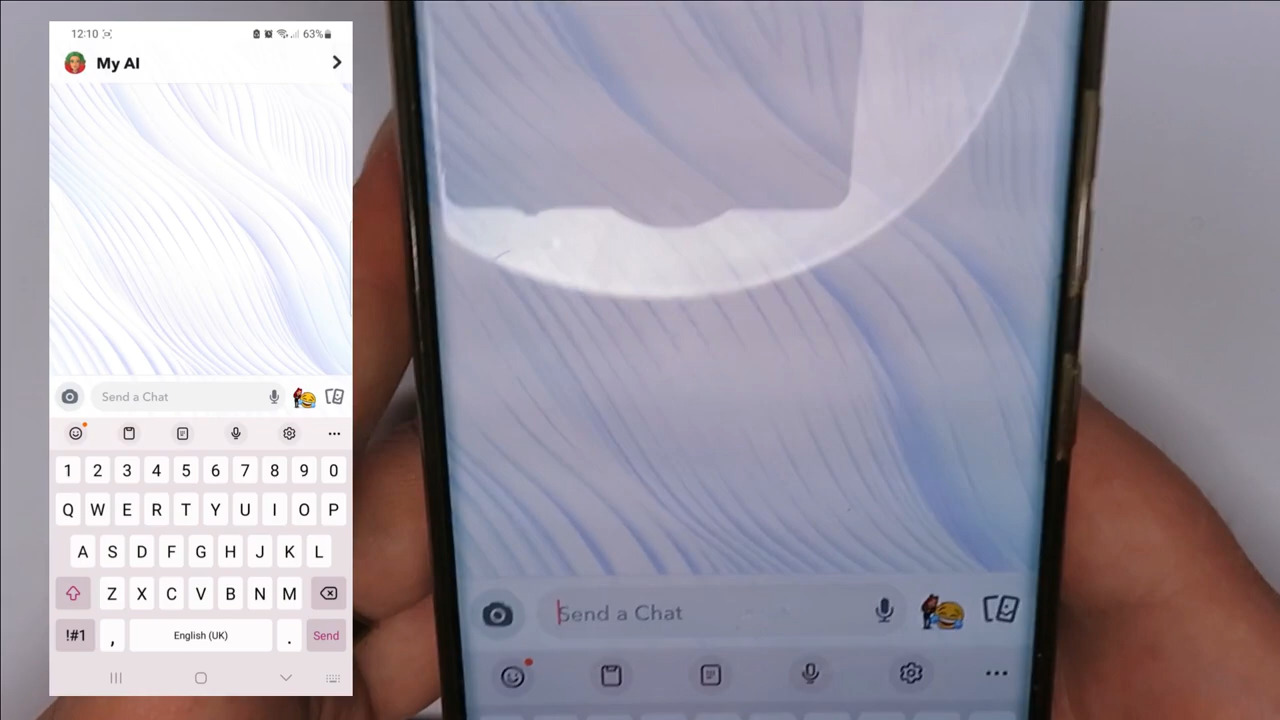 12:10 63%
My AI
Send a Chat
1 2 3 4 5 6 7 8 9 0
Q W E R T Y U I O P
A S D F G H J K L
Z X C V B N M
!#1 , English (UK) . Send
Send a Chat